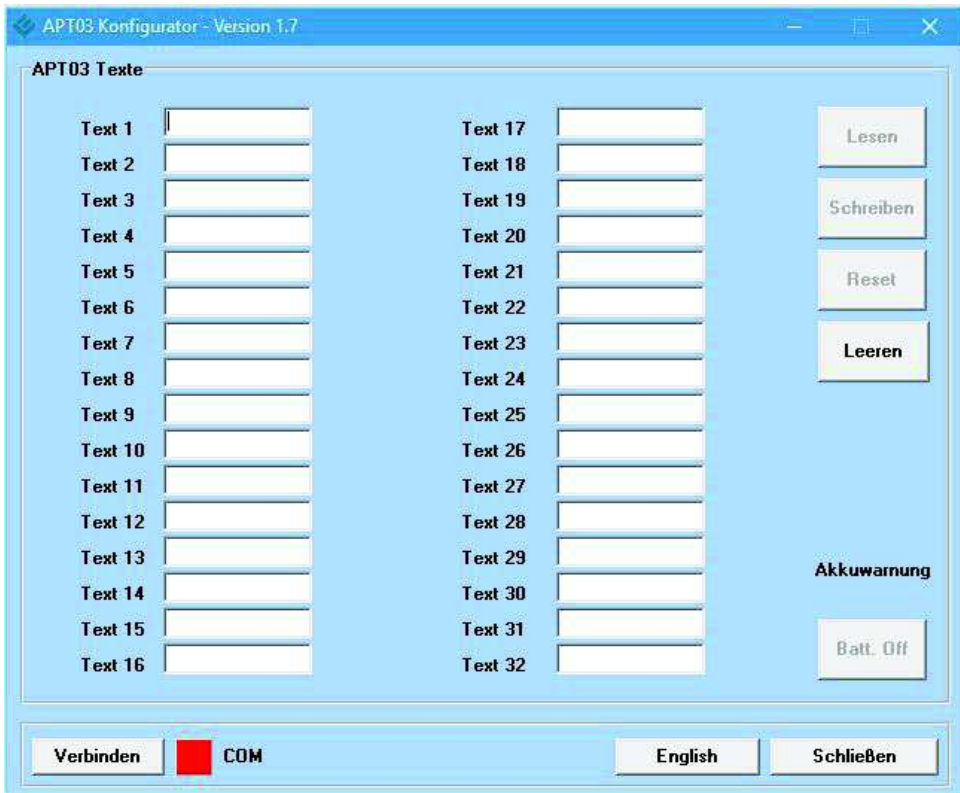 APT03 Konfigurator - Version 1.7
APT03 Texte
Text 1
Text 2
Text 3
Text 4
Text 5
Text 6
Text 7
Text 8
Text 9
Text 10
Text 11
Text 12
Text 13
Text 14
Text 15
Text 16
Text 17
Text 18
Text 19
Text 20
Text 21
Text 22
Text 23
Text 24
Text 25
Text 26
Text 27
Text 28
Text 29
Text 30
Text 31
Text 32
Lesen
Schreiben
Reset
Leeren
Akkuwarnung
Batt. Off
Verbinden
COM
English
Schließen